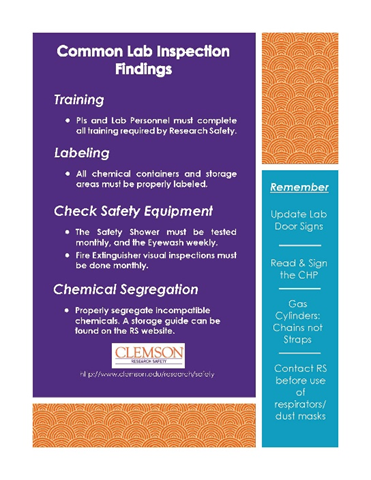 Common Lab Inspection
Findings
Training
• PIs and Lab Personnel must complete
all training required by Research Safety.
Labeling
• All chemical containers and storage
areas must be properly labeled.
Check Safety Equipment
• The Safety Shower must be tested
monthly, and the Eyewash weekly.
• Fire Extinguisher visual inspections must
be done monthly.
Chemical Segregation
• Properly segregate incompatible
chemicals. A storage guide can be
found on the RS website.
CLEMSON
RESEARCH SAFETY
http://www.clemson.edu/research/safety
Remember
Update Lab
Door Signs
Read & Sign
the CHP
Gas
Cylinders:
Chains not
Straps
Contact RS
before use
of
respirators/
dust masks